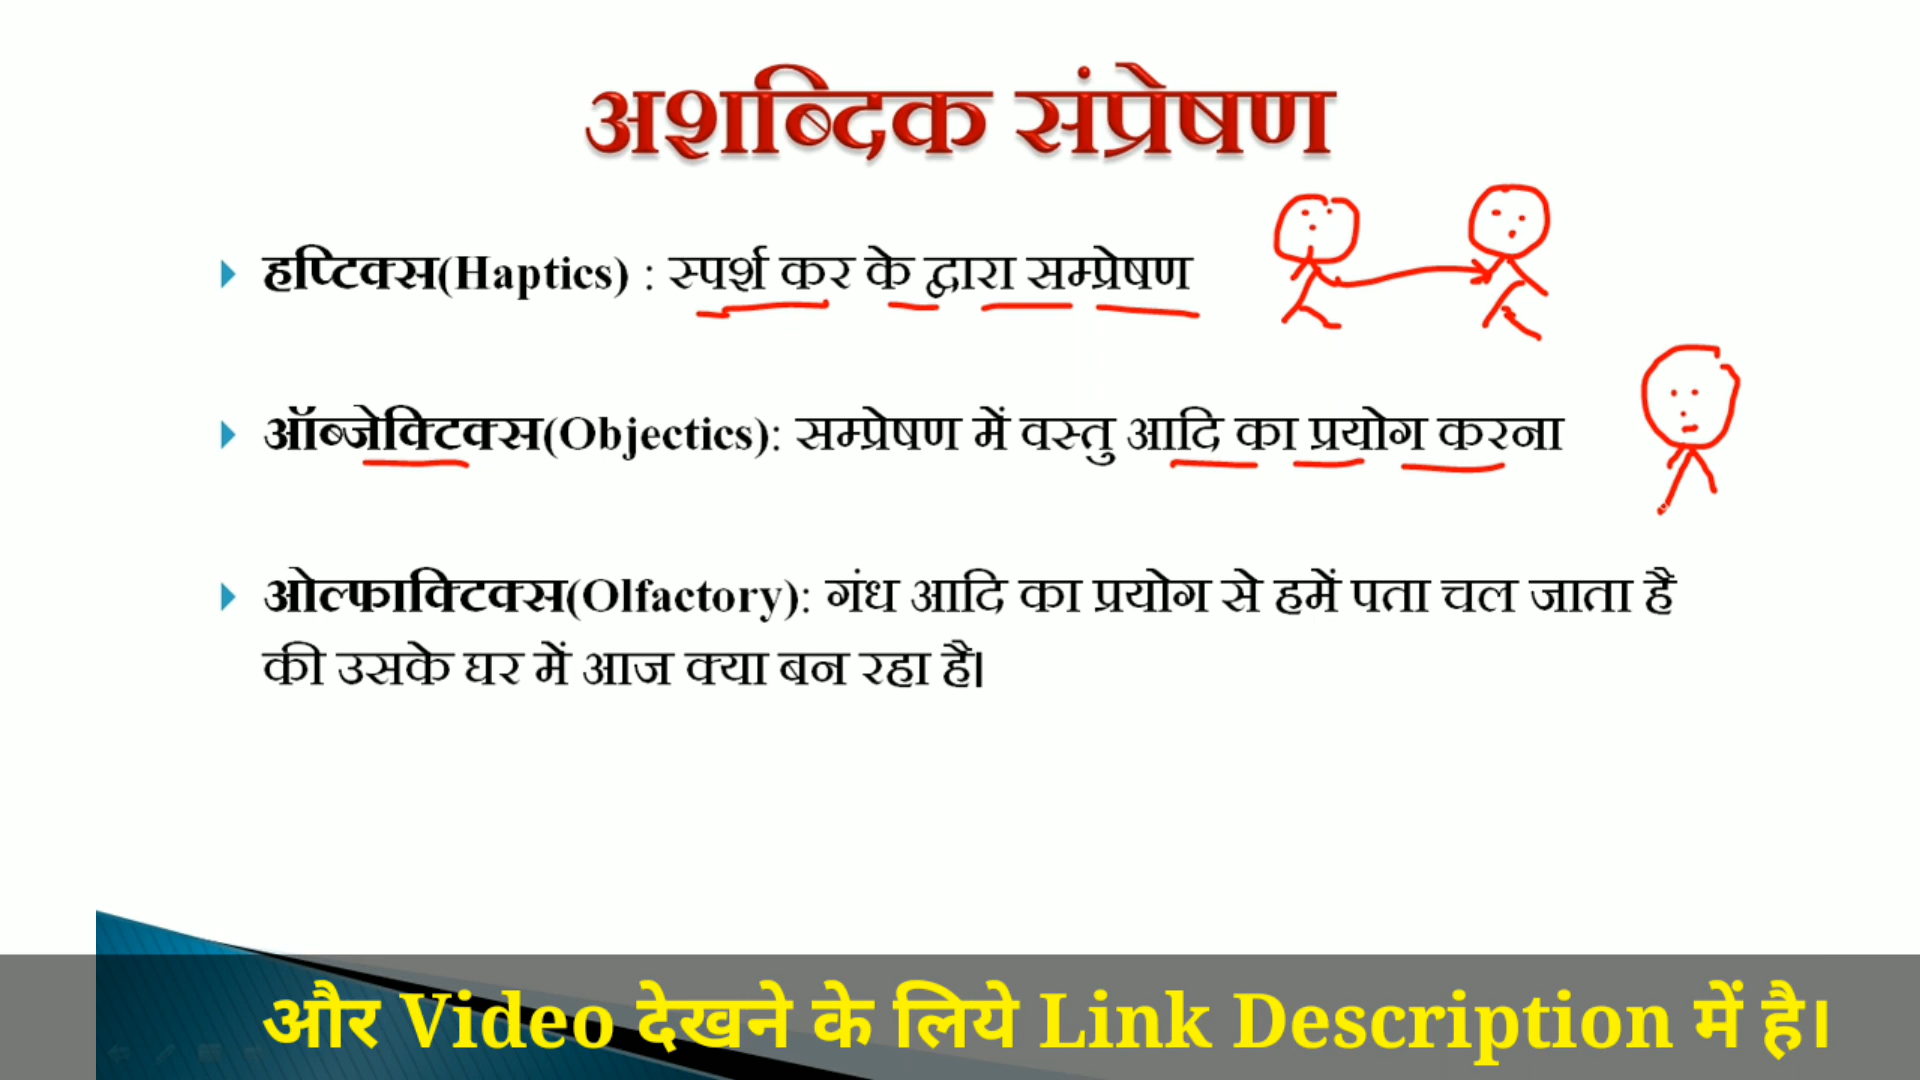 अशब्दिक संप्रेषण
हप्टिक्स(Haptics) : स्पर्श कर के द्वारा सम्प्रेषण
ऑब्जेक्टिक्स(Objectics): सम्प्रेषण में वस्तु आदि का प्रयोग करना
ओल्फाक्टिक्स(Olfactory): गंध आदि का प्रयोग से हमें पता चल जाता है
की उसके घर में आज क्या बन रहा है।
और Video देखने के लिये Link Description में है।